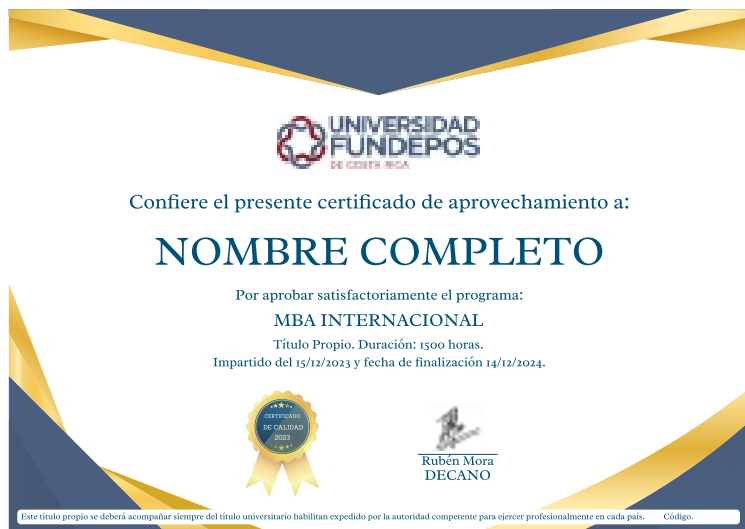 UNIVERSIDAD
FUNDEPOS
DE COSTA RICA
Confiere el presente certificado de aprovechamiento a:
NOMBRE COMPLETO
Por aprobar satisfactoriamente el programa:
MBA INTERNACIONAL
Título Propio. Duración: 1500 horas.
Impartido del 15/12/2023 y fecha de finalización 14/12/2024.
CERTIFICADO
DE CALIDAD
2023
Rubén Mora
DECANO
Este título propio se deberá acompañar siempre del título universitario habilitan expedido por la autoridad competente para ejercer profesionalmente en cada país. Código.